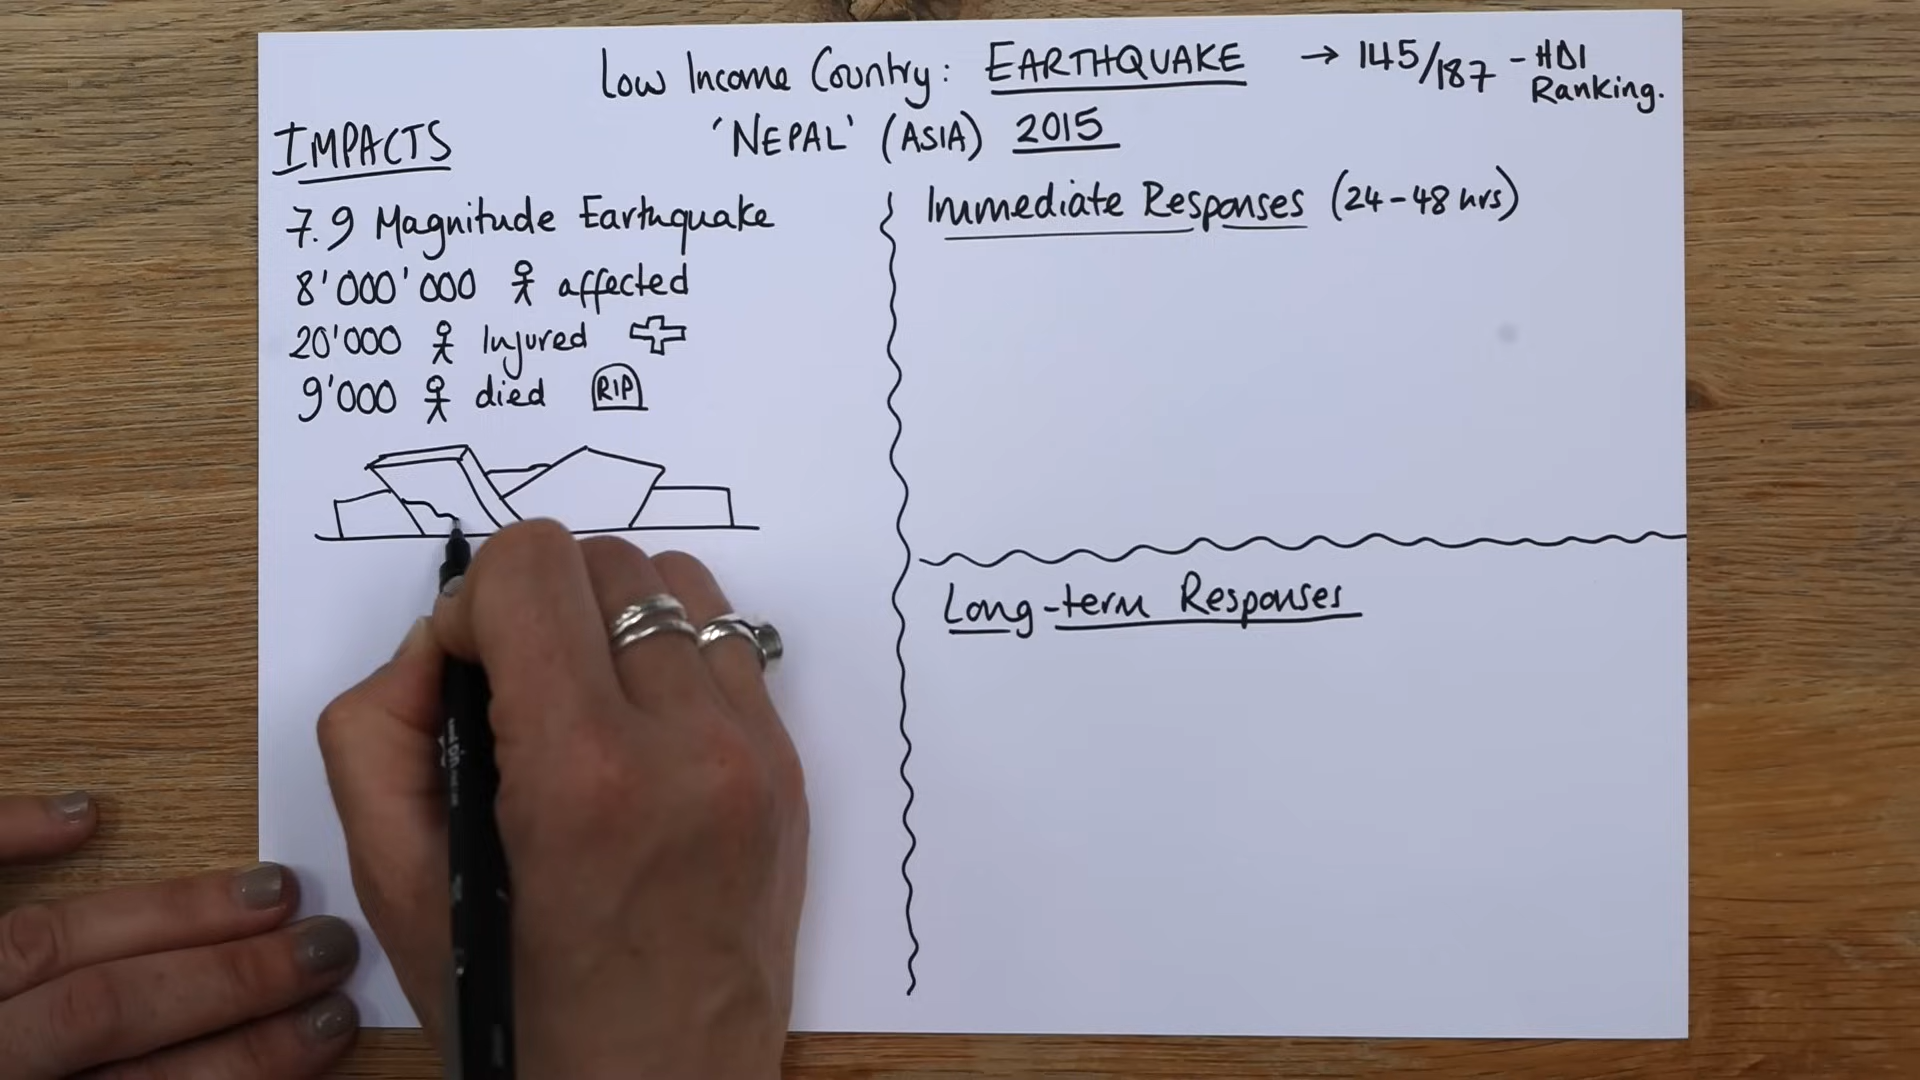 Low Income Country: EARTHQUAKE → 145/187 - HDI Ranking.
'NEPAL' (ASIA) 2015
IMPACTS
7.9 Magnitude Earthquake
8'000'000 affected
20'000 Injured
9'000 died RIP
Immediate Responses (24-48 hrs)
Long-term Responses